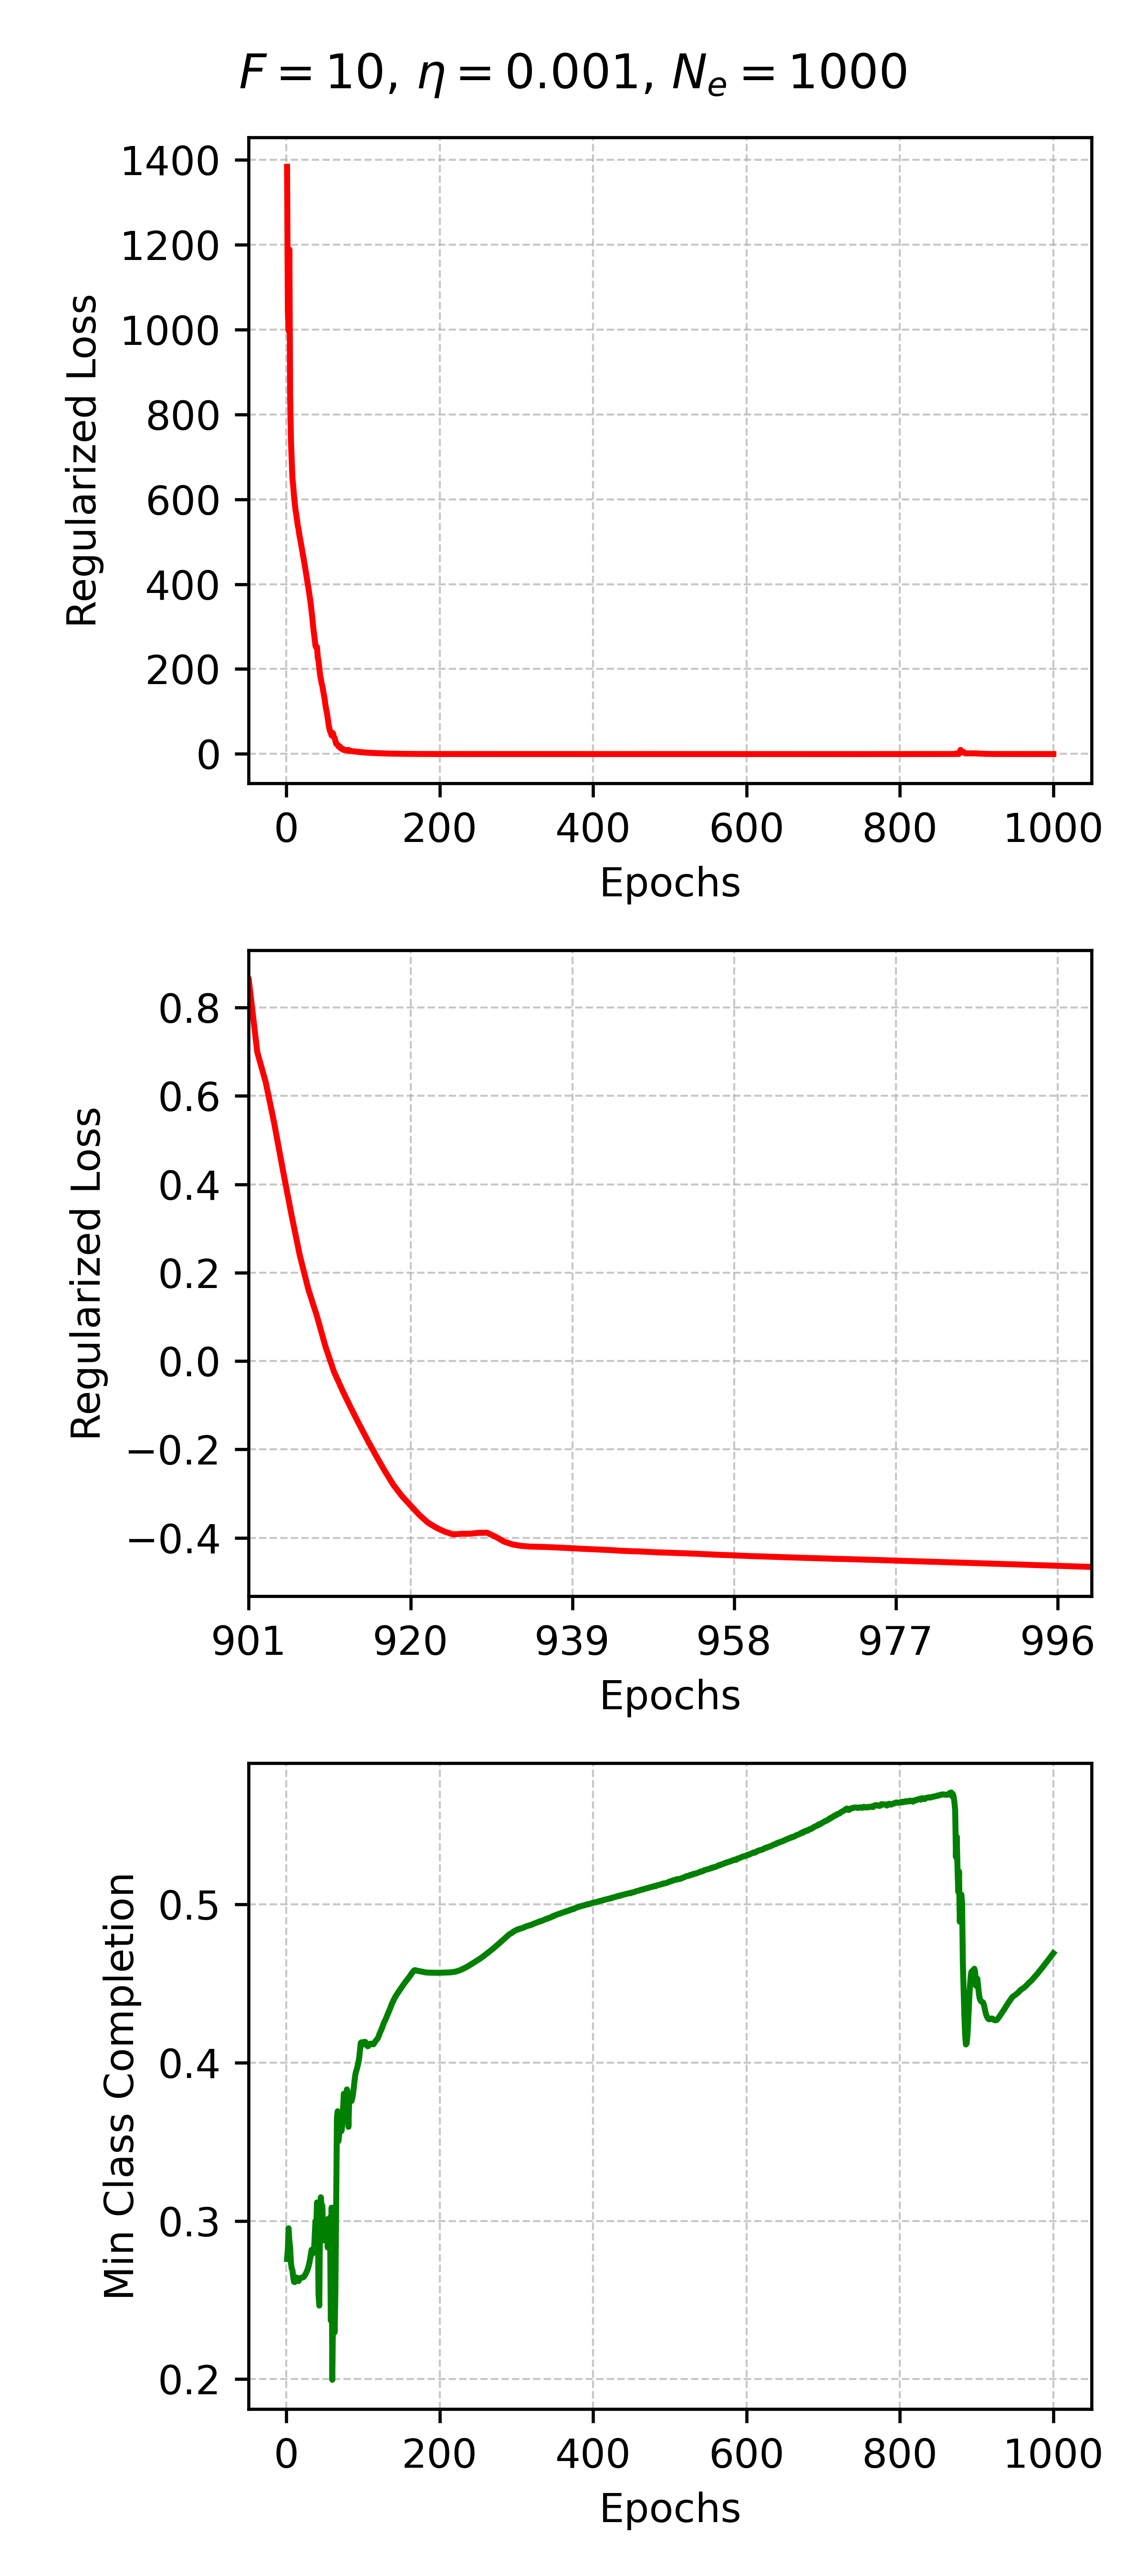 F = 10, η = 0.001, Nₑ = 1000
1400
1200
1000
800
600
400
200
0
Regularized Loss
0 200 400 600 800 1000
Epochs
0.8
0.6
0.4
0.2
0.0
−0.2
−0.4
Regularized Loss
901 920 939 958 977 996
Epochs
0.5
0.4
0.3
0.2
Min Class Completion
0 200 400 600 800 1000
Epochs